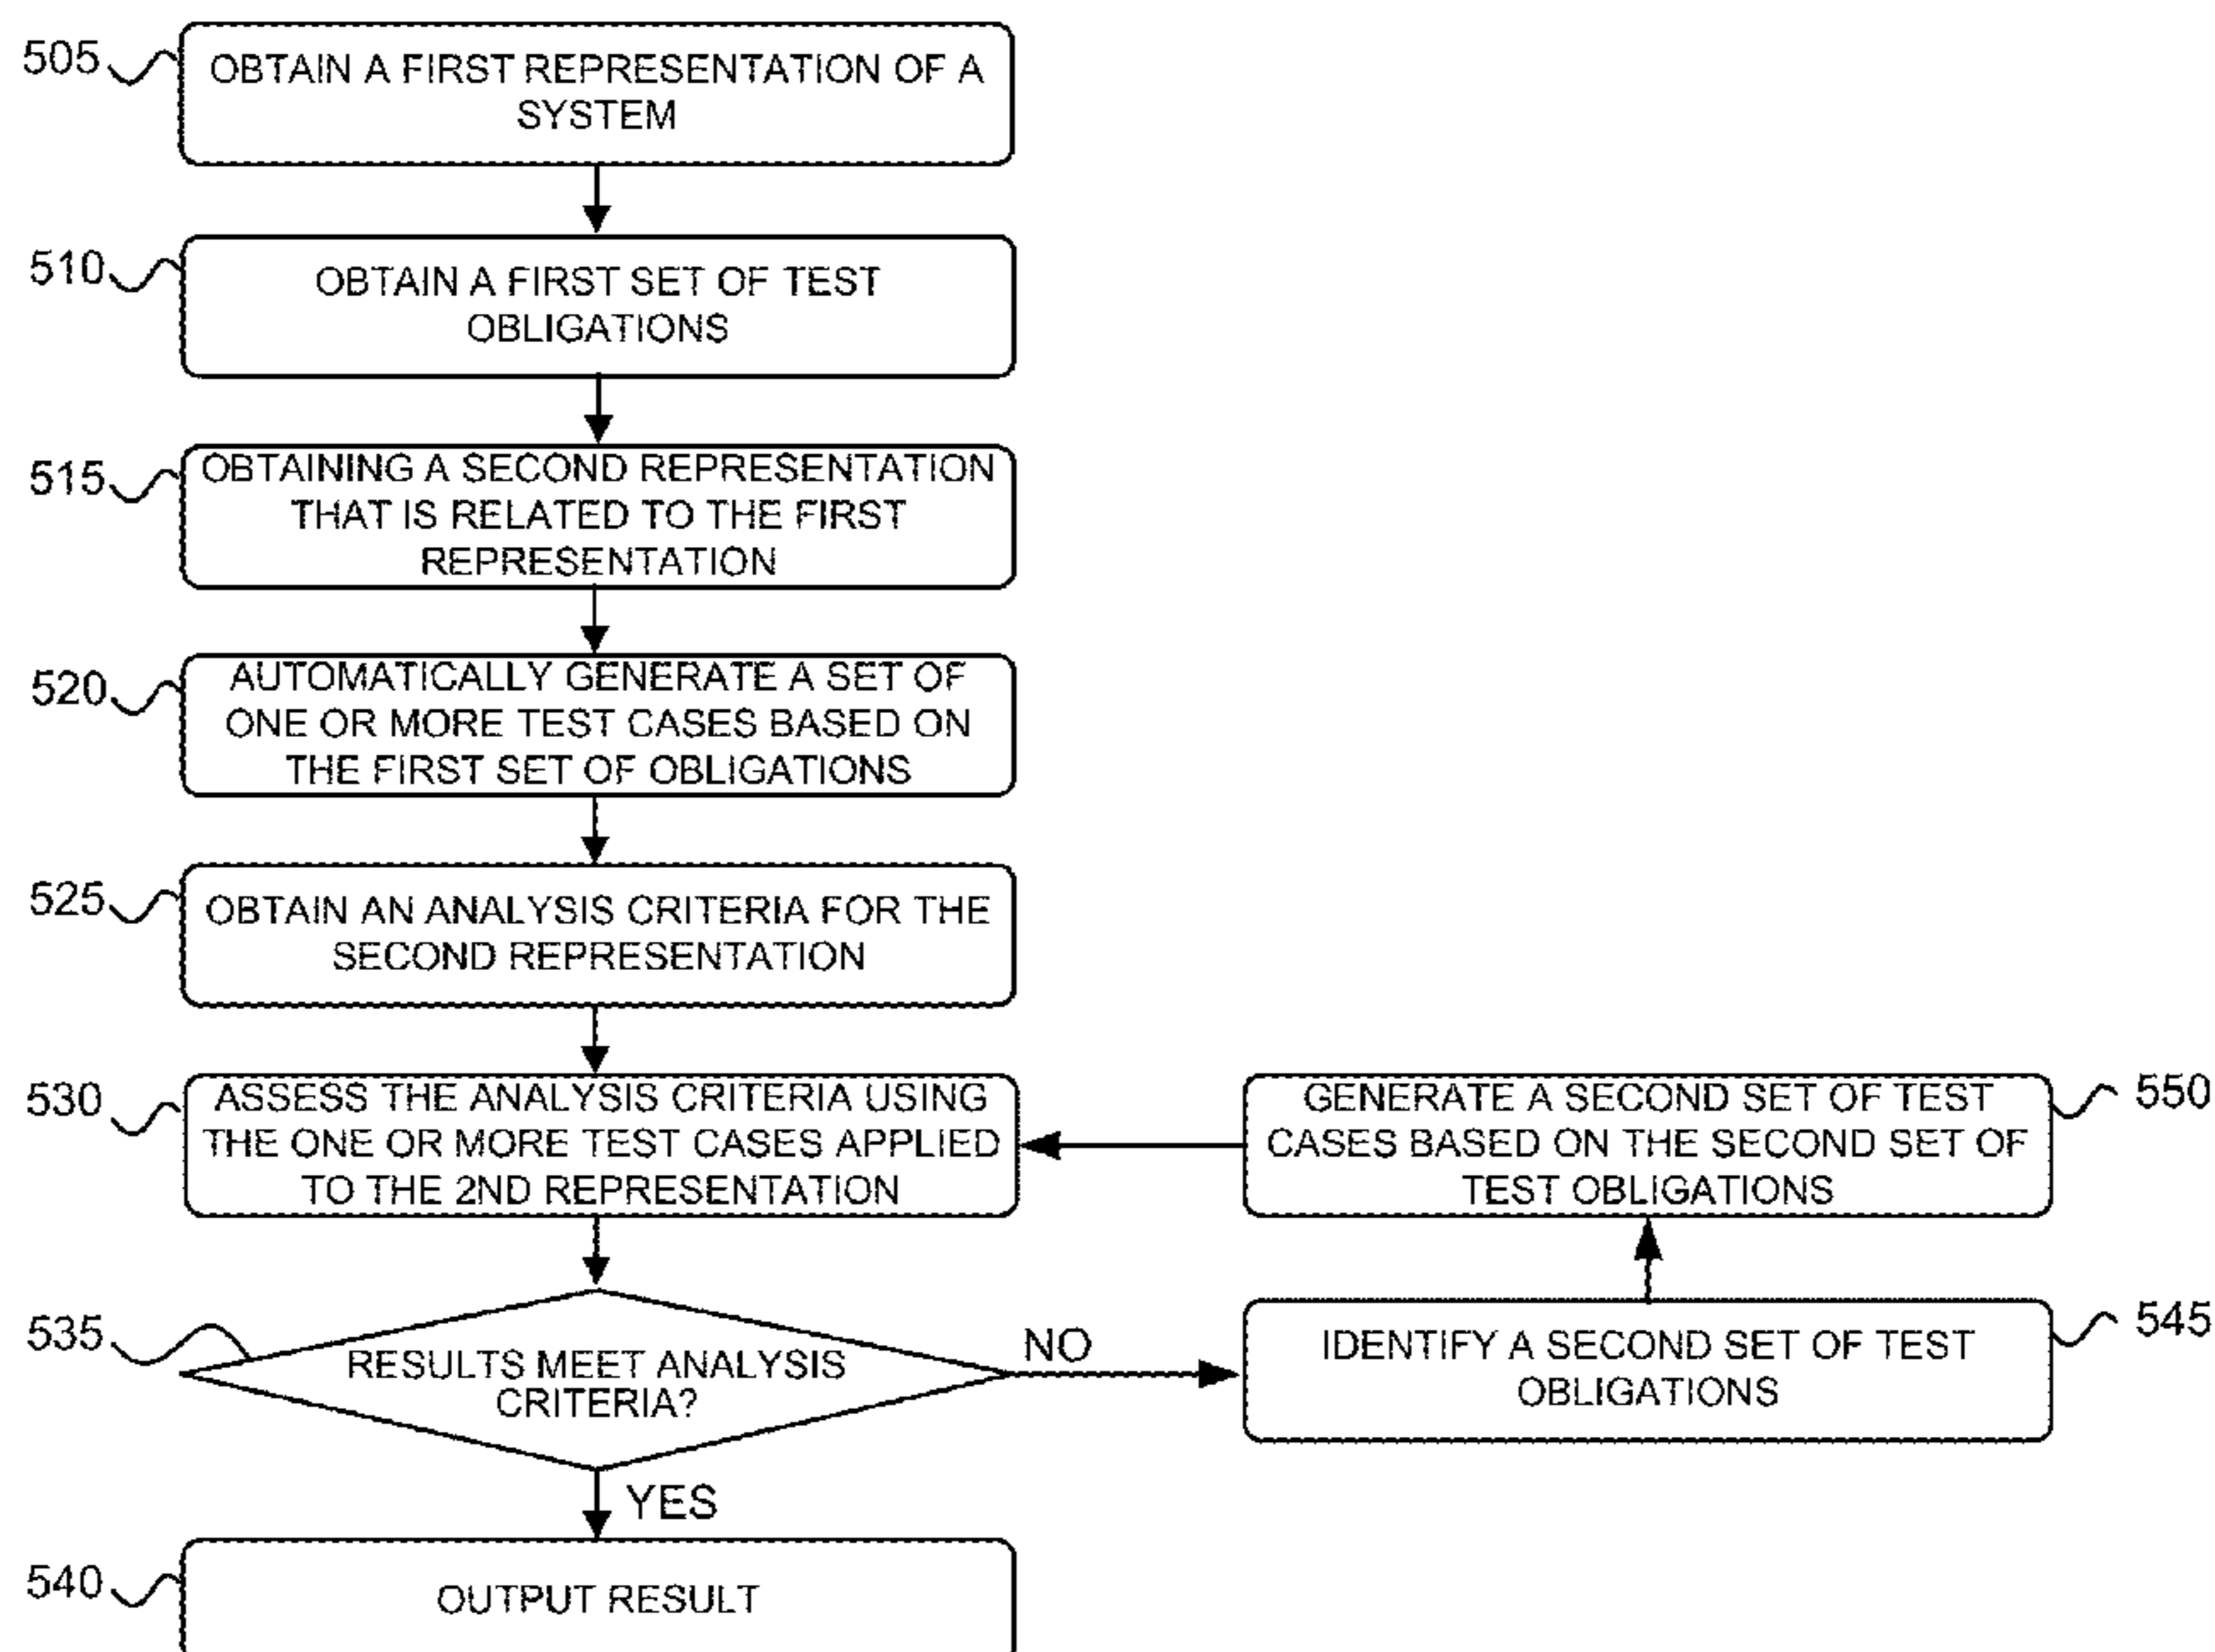 505
OBTAIN A FIRST REPRESENTATION OF A
SYSTEM
510
OBTAIN A FIRST SET OF TEST
OBLIGATIONS
515
OBTAINING A SECOND REPRESENTATION
THAT IS RELATED TO THE FIRST
REPRESENTATION
520
AUTOMATICALLY GENERATE A SET OF
ONE OR MORE TEST CASES BASED ON
THE FIRST SET OF OBLIGATIONS
525
OBTAIN AN ANALYSIS CRITERIA FOR THE
SECOND REPRESENTATION
530
ASSESS THE ANALYSIS CRITERIA USING
THE ONE OR MORE TEST CASES APPLIED
TO THE 2ND REPRESENTATION
550
GENERATE A SECOND SET OF TEST
CASES BASED ON THE SECOND SET OF
TEST OBLIGATIONS
535
RESULTS MEET ANALYSIS
CRITERIA?
NO
545
IDENTIFY A SECOND SET OF TEST
OBLIGATIONS
YES
540
OUTPUT RESULT